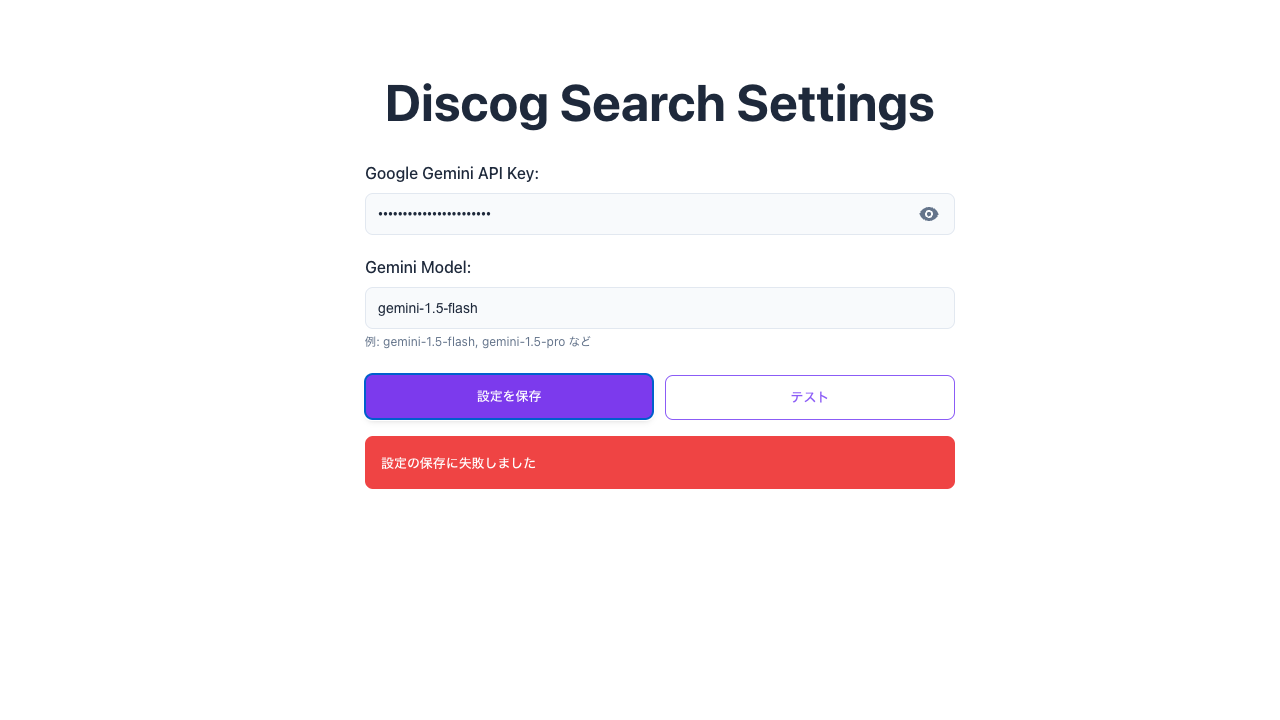 Discog Search Settings
Google Gemini API Key:
•••••••••••••••••••••••
Gemini Model:
gemini-1.5-flash
例: gemini-1.5-flash, gemini-1.5-pro など
設定を保存
テスト
設定の保存に失敗しました